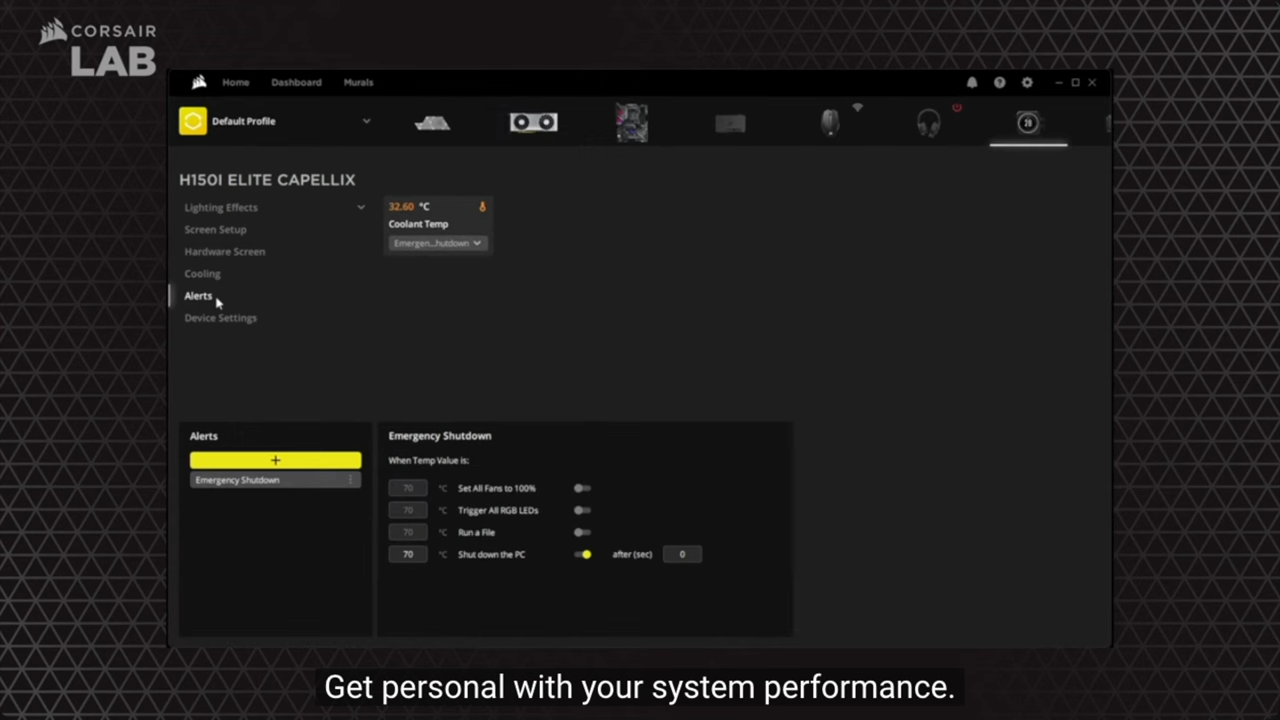 CORSAIR
LAB
Home Dashboard Murals
Default Profile
20
H150I ELITE CAPELLIX
Lighting Effects
Screen Setup
Hardware Screen
Cooling
Alerts
Device Settings
32.60 °C
Coolant Temp
Emergen...hutdown
Alerts
+
Emergency Shutdown
Emergency Shutdown
When Temp Value is:
70 °C Set All Fans to 100%
70 °C Trigger All RGB LEDs
70 °C Run a File
70 °C Shut down the PC after (sec) 0
Get personal with your system performance.